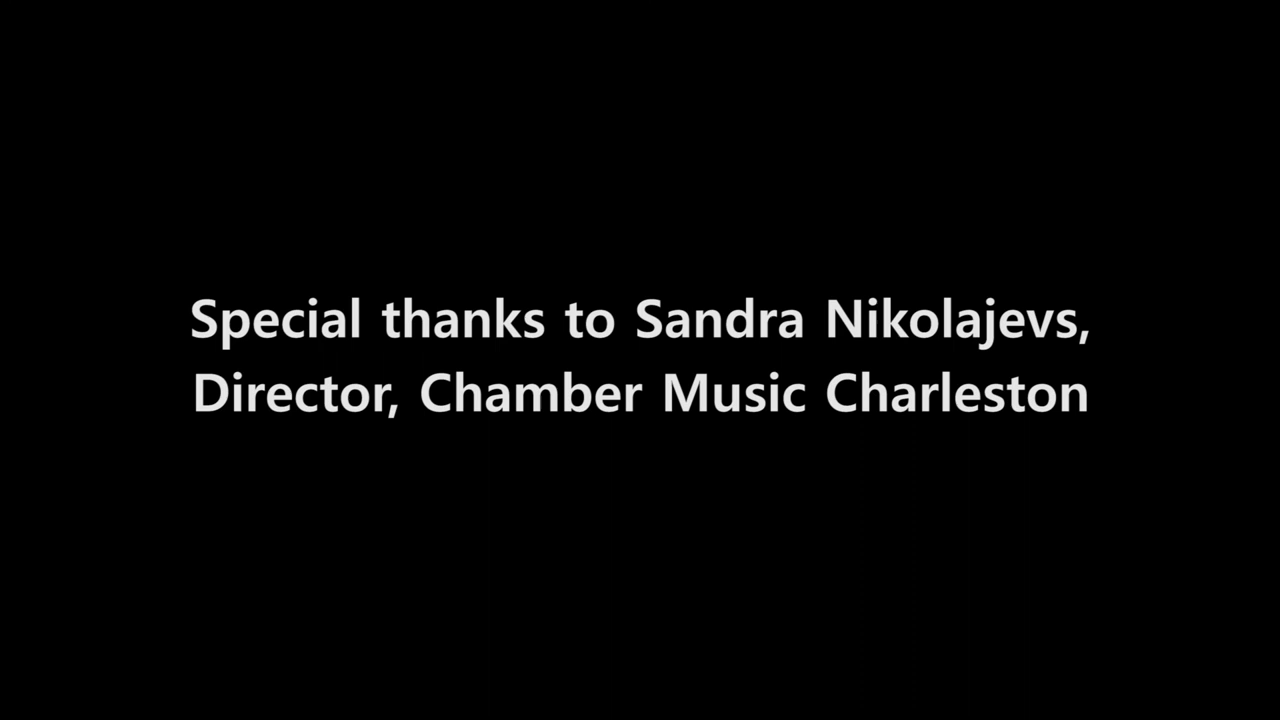 Special thanks to Sandra Nikolajevs,
Director, Chamber Music Charleston